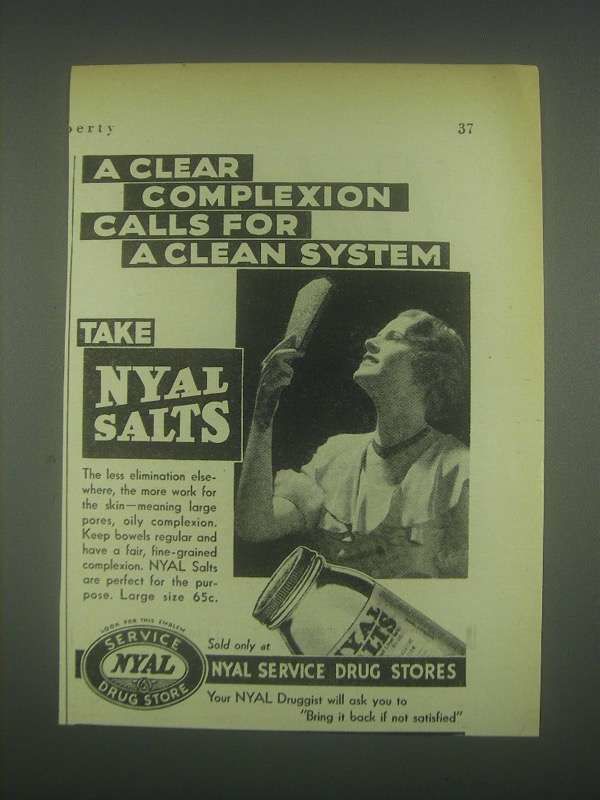 berty
37
A CLEAR
COMPLEXION
CALLS FOR
A CLEAN SYSTEM
TAKE
NYAL
SALTS
The less elimination else-
where, the more work for
the skin—meaning large
pores, oily complexion.
Keep bowels regular and
have a fair, fine-grained
complexion. NYAL Salts
are perfect for the pur-
pose. Large size 65c.
NYAL
SALTS
LOOK FOR THIS EMBLEM
SERVICE
NYAL
DRUG STORE
Sold only at
NYAL SERVICE DRUG STORES
Your NYAL Druggist will ask you to
"Bring it back if not satisfied"